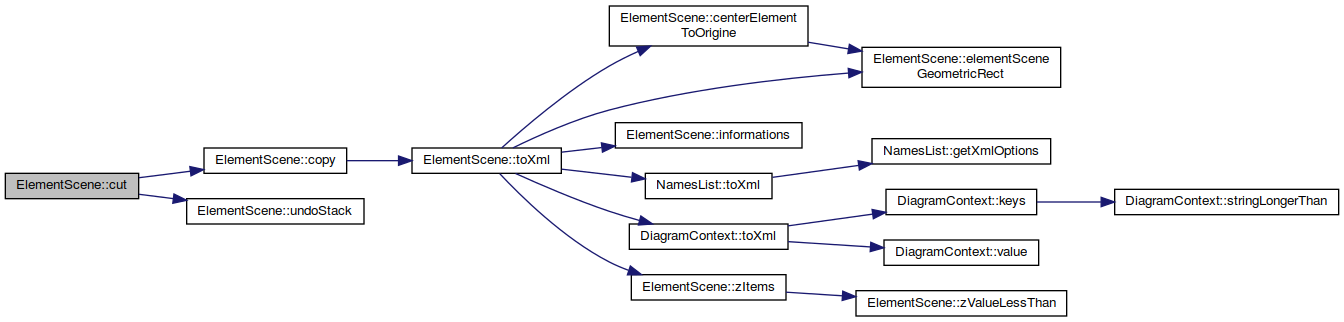 ElementScene::cut
ElementScene::copy
ElementScene::undoStack
ElementScene::toXml
ElementScene::centerElement
ToOrigine
ElementScene::elementScene
GeometricRect
ElementScene::informations
NamesList::toXml
NamesList::getXmlOptions
DiagramContext::toXml
DiagramContext::keys
DiagramContext::stringLongerThan
DiagramContext::value
ElementScene::zItems
ElementScene::zValueLessThan